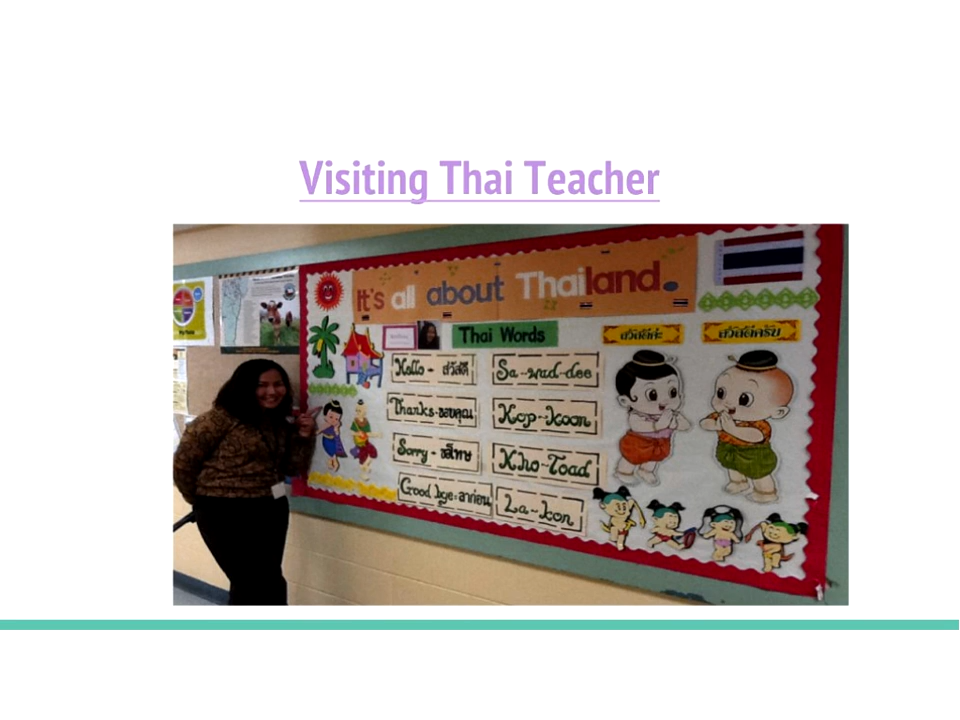 Visiting Thai Teacher
It's all about Thailand.
Thai Words
สวัสดีค่ะ
สวัสดีครับ
Hello - สวัสดี
Sa-wad-dee
Thanks-ขอบคุณ
Kop-Koon
Sorry - ขอโทษ
Kho-Toad
Good bye = ลาก่อน
La-kon